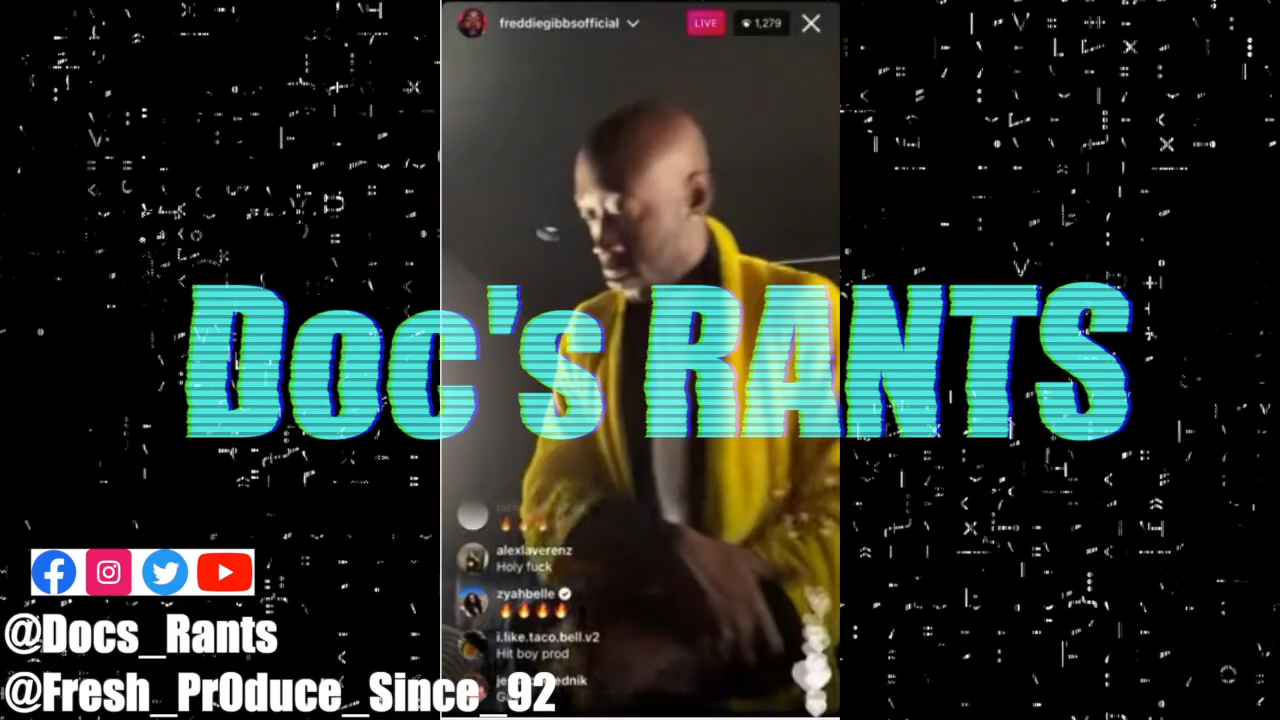 freddiegibbsofficial
LIVE
1,279
Doc's RANTS
alexlaverenz
Holy fuck
zyahbelle
🔥🔥🔥🔥
i.like.taco.bell.v2
Hit boy prod
@Docs_Rants
@Fresh_Pr0duce_Since_92